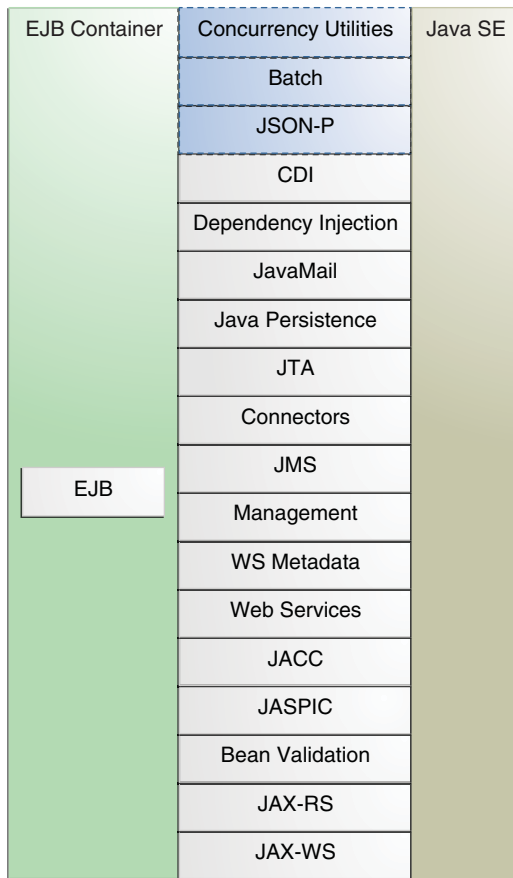 EJB Container
Concurrency Utilities
Java SE
Batch
JSON-P
CDI
Dependency Injection
JavaMail
Java Persistence
JTA
Connectors
JMS
EJB
Management
WS Metadata
Web Services
JACC
JASPIC
Bean Validation
JAX-RS
JAX-WS